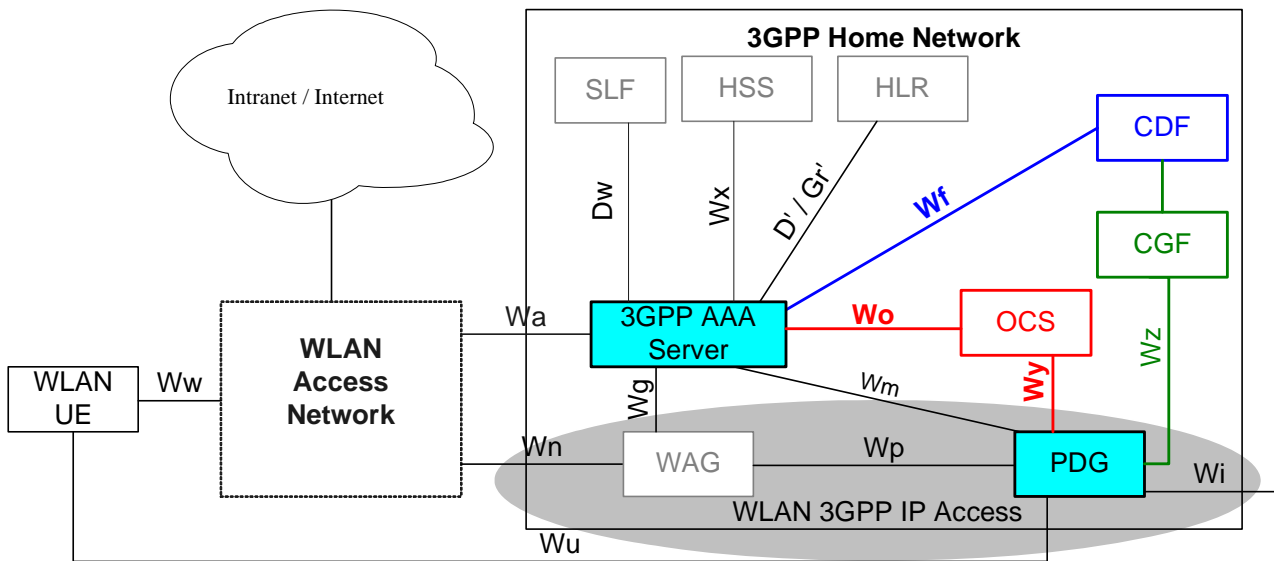 3GPP Home Network
Intranet / Internet
SLF
HSS
HLR
CDF
Dw
Wx
D' / Gr'
Wf
CGF
Wa
3GPP AAA
Server
Wo
OCS
Wz
WLAN
Access
Network
WLAN
UE
Ww
Wg
Wm
Wy
Wn
WAG
Wp
PDG
Wi
WLAN 3GPP IP Access
Wu